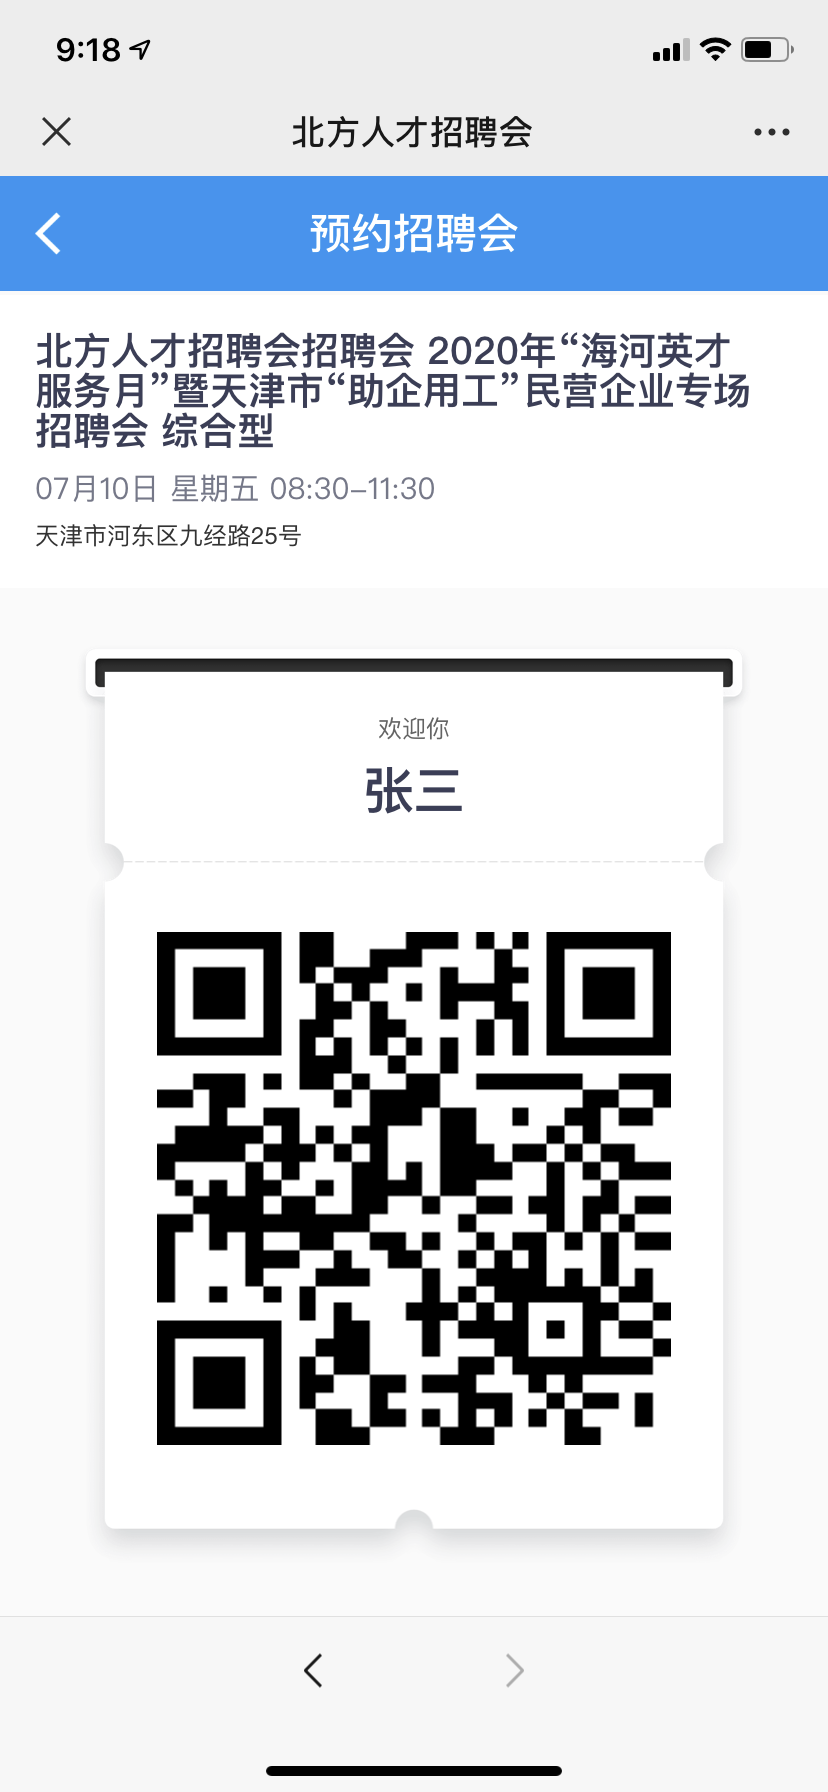 9:18
北方人才招聘会
预约招聘会
北方人才招聘会招聘会 2020年“海河英才
服务月”暨天津市“助企用工”民营企业专场
招聘会 综合型
07月10日 星期五 08:30-11:30
天津市河东区九经路25号
欢迎你
张三